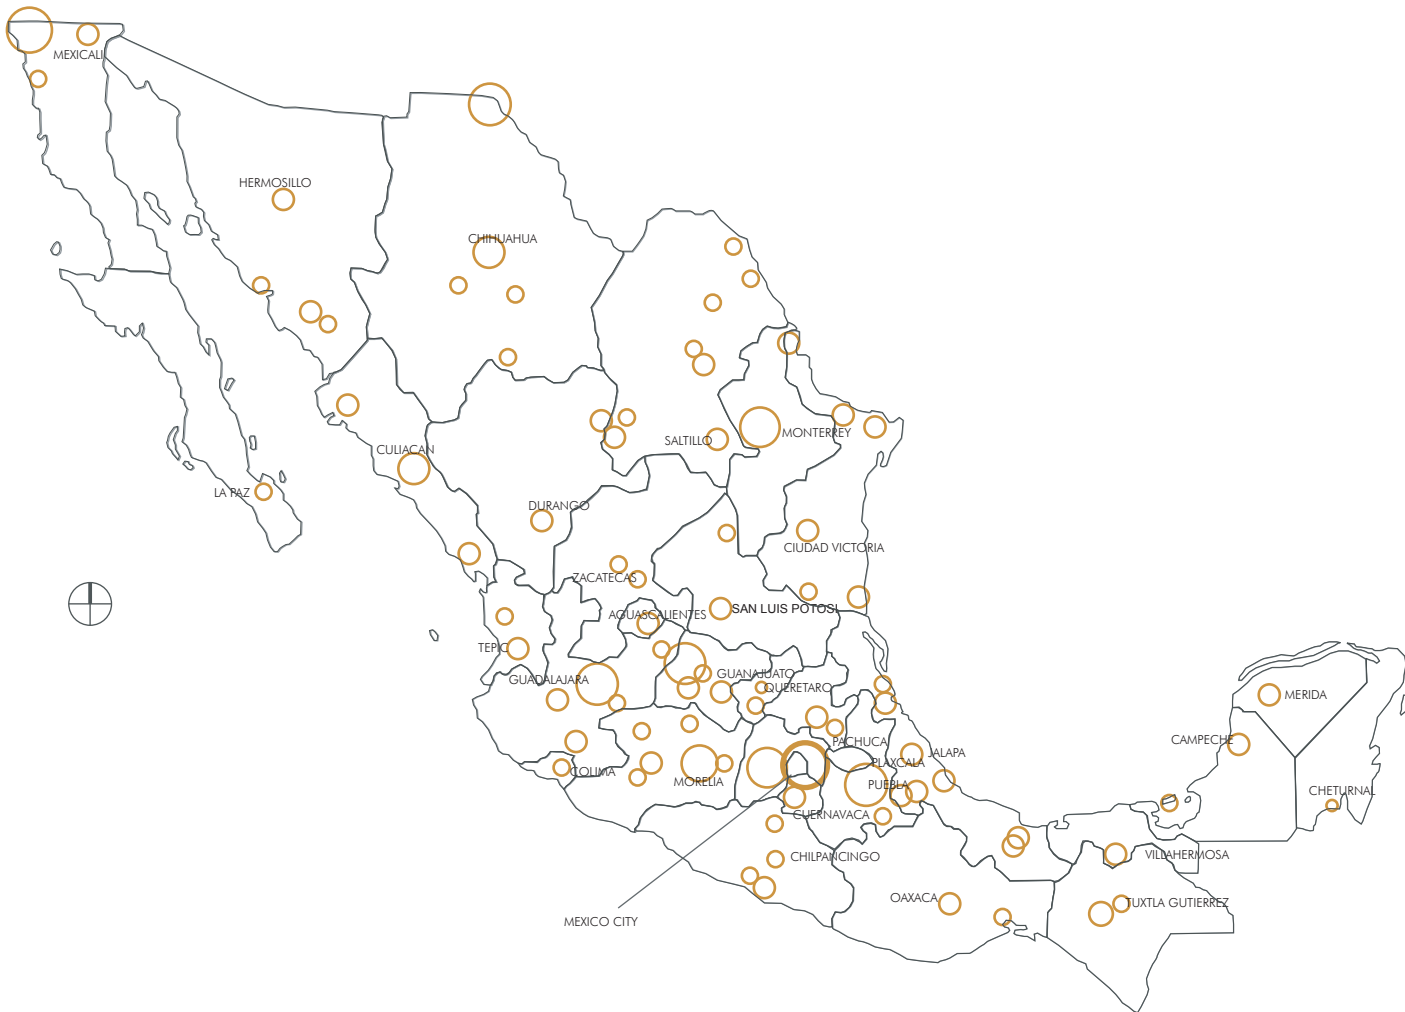 MEXICALI
HERMOSILLO
CHIHUAHUA
CULIACAN
SALTILLO
MONTERREY
LA PAZ
DURANGO
CIUDAD VICTORIA
ZACATECAS
AGUASCALIENTES
SAN LUIS POTOSI
TEPIC
GUADALAJARA
GUANAJUATO
QUERETARO
MERIDA
CAMPECHE
PACHUCA
JALAPA
COLIMA
MORELIA
PLAXCALA
PUEBLA
CHETURNAL
CUERNAVACA
CHILPANCINGO
VILLAHERMOSA
OAXACA
TUXTLA GUTIERREZ
MEXICO CITY